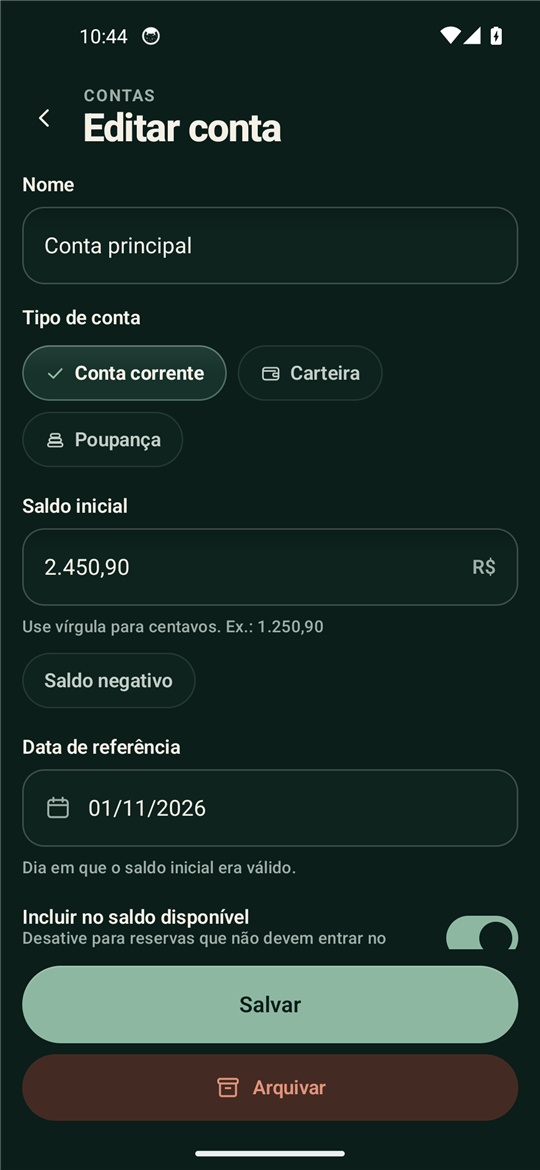 10:44
CONTAS
Editar conta
Nome
Conta principal
Tipo de conta
Conta corrente
Carteira
Poupança
Saldo inicial
2.450,90
R$
Use vírgula para centavos. Ex.: 1.250,90
Saldo negativo
Data de referência
01/11/2026
Dia em que o saldo inicial era válido.
Incluir no saldo disponível
Desative para reservas que não devem entrar no
Salvar
Arquivar